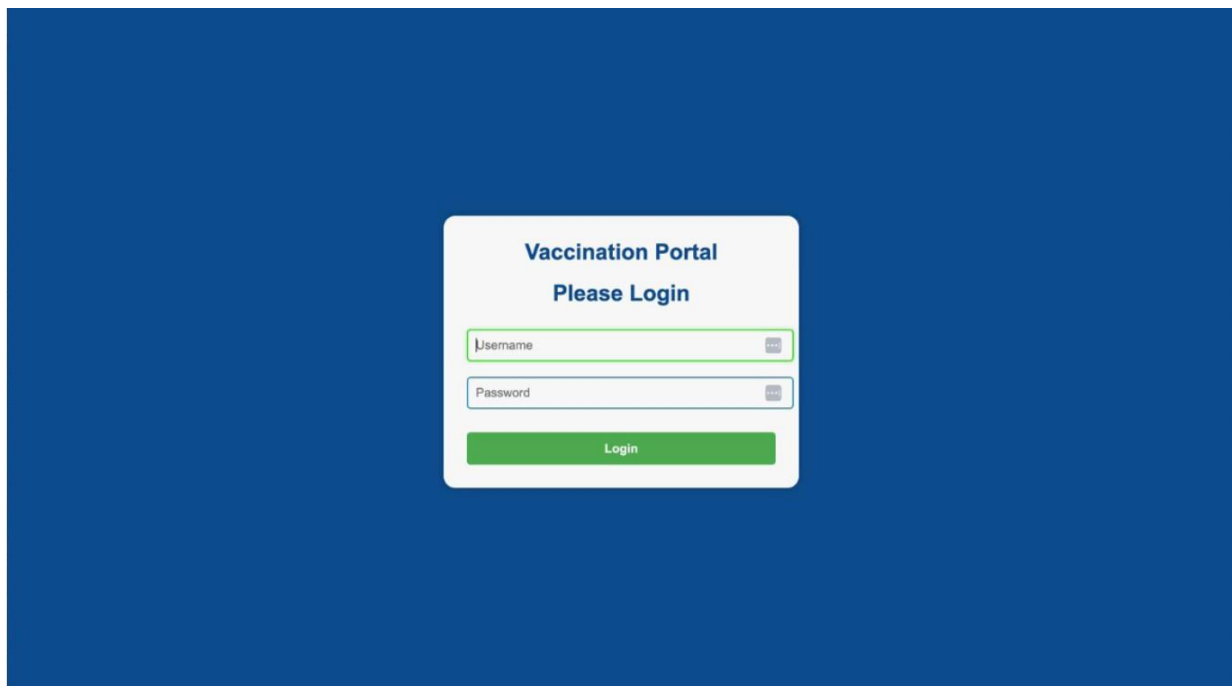 Vaccination Portal
Please Login
Username
Password
Login